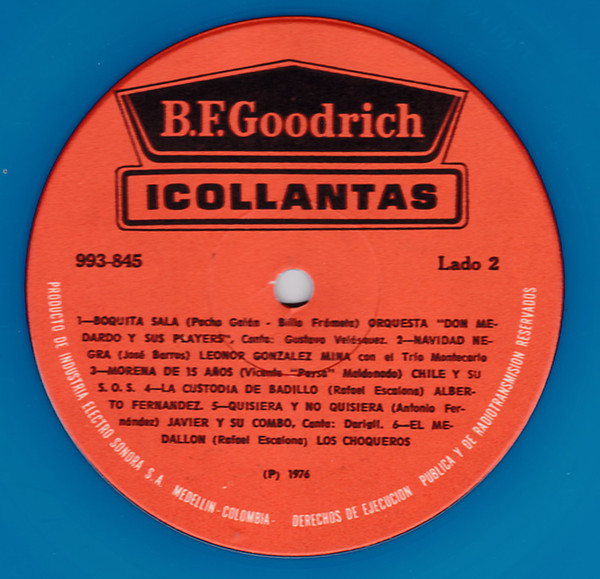 B.F.Goodrich
ICOLLANTAS
993-845
Lado 2
1—BOQUITA SALA (Pacho Galán - Billo Frómeta) ORQUESTA "DON ME-
DARDO Y SUS PLAYERS", Canta: Gustavo Velásquez. 2—NAVIDAD NE-
GRA (José Barros) LEONOR GONZALEZ MINA con el Trío Montecarlo
3—MORENA DE 15 AÑOS (Vicente "Peyso" Maldonado) CHILE Y SU
S. O. S. 4—LA CUSTODIA DE BADILLO (Rafael Escalona) ALBER-
TO FERNANDEZ. 5—QUISIERA Y NO QUISIERA (Antonio Fer-
nández) JAVIER Y SU COMBO, Canta: Darigil. 6—EL ME-
DALLON (Rafael Escalona) LOS CHOQUEROS
(P) 1976
PRODUCTO DE INDUSTRIA ELECTRO SONORA S.A. MEDELLIN-COLOMBIA- DERECHOS DE EJECUCION PUBLICA Y DE RADIOTRANSMISION RESERVADOS